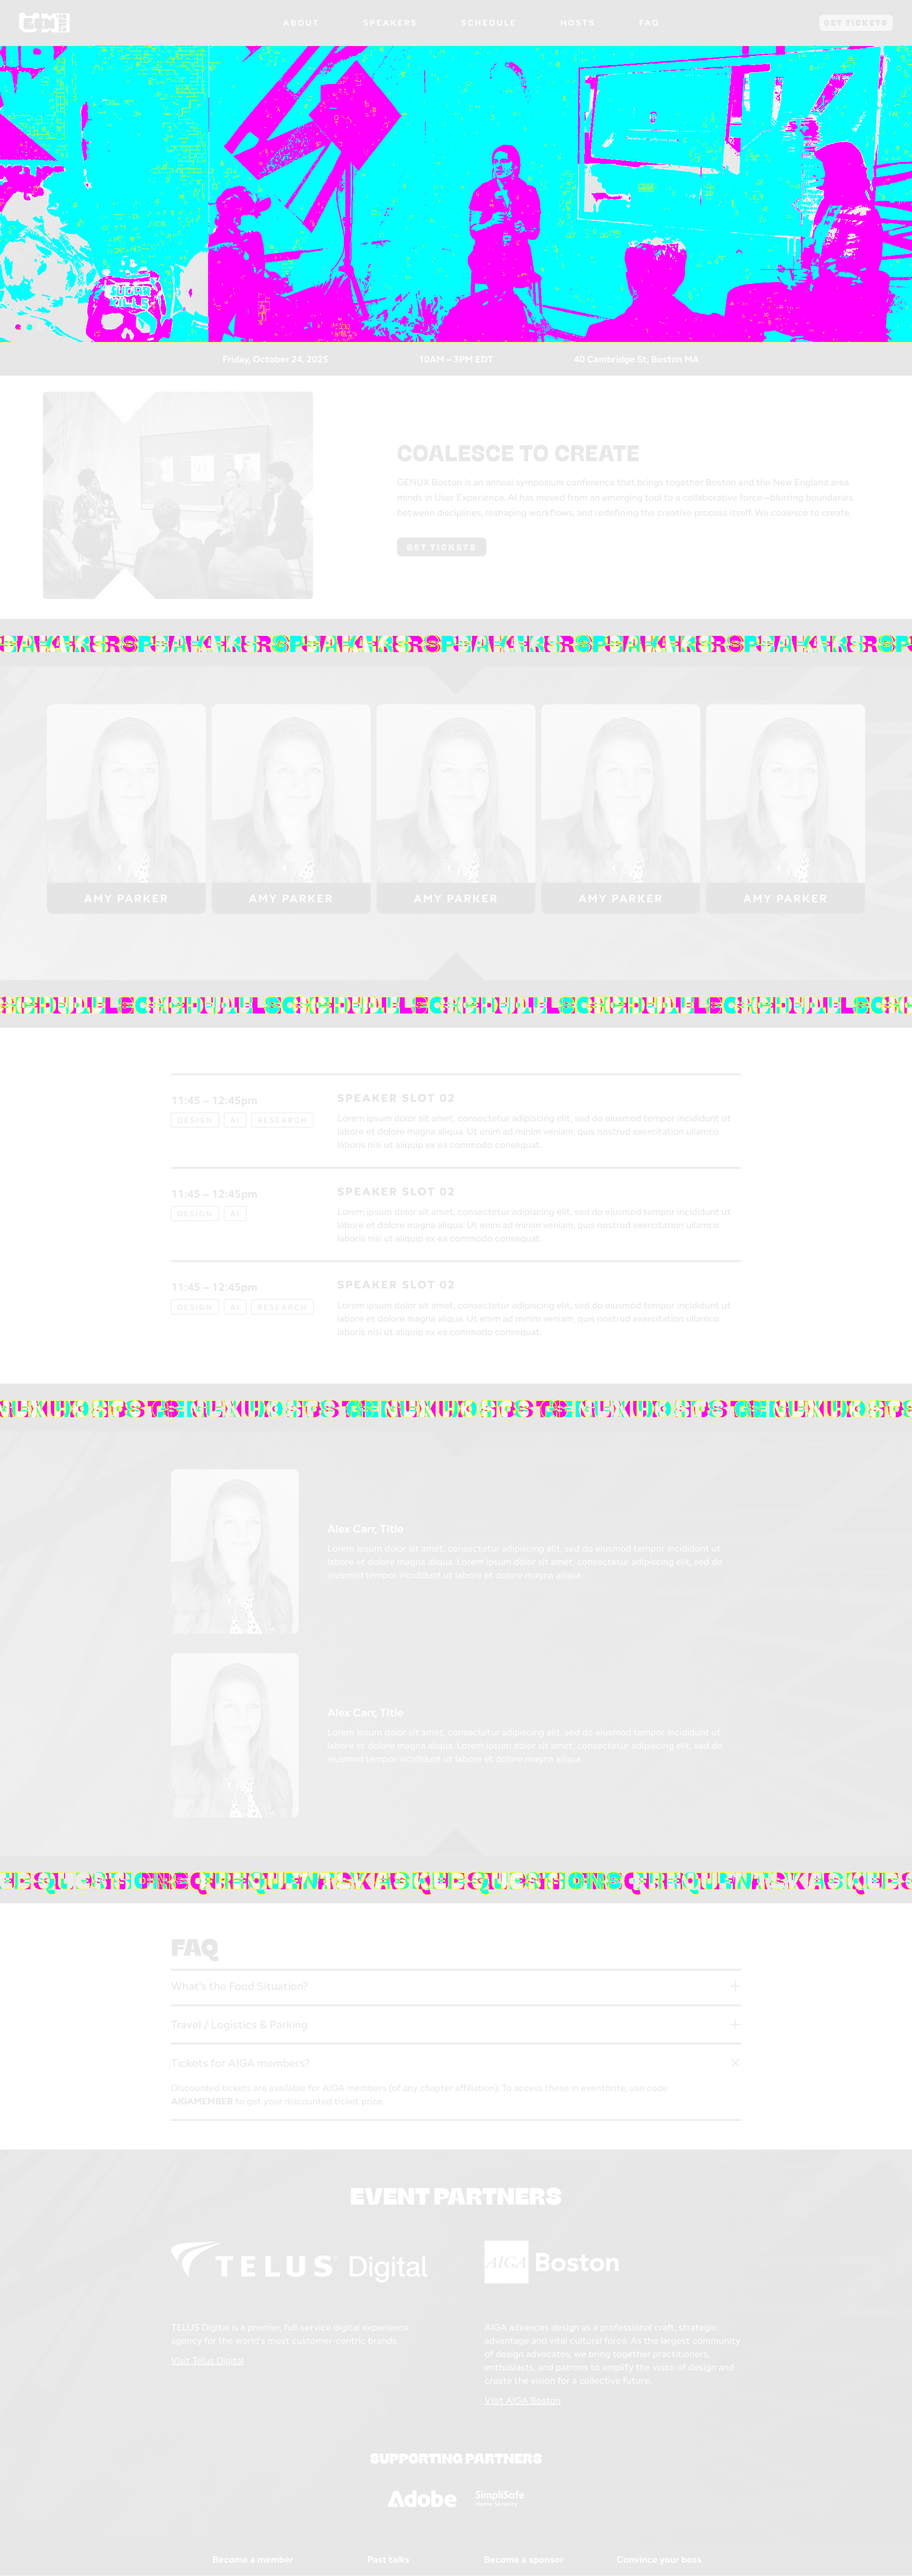 ABOUT
SPEAKERS
SCHEDULE
HOSTS
FAQ
GET TICKETS
Friday, October 24, 2025
10AM – 3PM EDT
40 Cambridge St, Boston MA
COALESCE TO CREATE
GENUX Boston is an annual symposium conference that brings together Boston and the New England area
minds in User Experience. AI has moved from an emerging tool to a collaborative force—blurring boundaries
between disciplines, reshaping workflows, and redefining the creative process itself. We coalesce to create.
GET TICKETS
AMY PARKER
AMY PARKER
AMY PARKER
AMY PARKER
AMY PARKER
11:45 – 12:45pm
DESIGN
AI
RESEARCH
SPEAKER SLOT 02
Lorem ipsum dolor sit amet, consectetur adipiscing elit, sed do eiusmod tempor incididunt ut
labore et dolore magna aliqua. Ut enim ad minim veniam, quis nostrud exercitation ullamco
laboris nisi ut aliquip ex ea commodo consequat.
11:45 – 12:45pm
DESIGN
AI
SPEAKER SLOT 02
Lorem ipsum dolor sit amet, consectetur adipiscing elit, sed do eiusmod tempor incididunt ut
labore et dolore magna aliqua. Ut enim ad minim veniam, quis nostrud exercitation ullamco
laboris nisi ut aliquip ex ea commodo consequat.
11:45 – 12:45pm
DESIGN
AI
RESEARCH
SPEAKER SLOT 02
Lorem ipsum dolor sit amet, consectetur adipiscing elit, sed do eiusmod tempor incididunt ut
labore et dolore magna aliqua. Ut enim ad minim veniam, quis nostrud exercitation ullamco
laboris nisi ut aliquip ex ea commodo consequat.
Alex Carr, Title
Lorem ipsum dolor sit amet, consectetur adipiscing elit, sed do eiusmod tempor incididunt ut
labore et dolore magna aliqua. Lorem ipsum dolor sit amet, consectetur adipiscing elit, sed do
eiusmod tempor incididunt ut labore et dolore magna aliqua.
Alex Carr, Title
Lorem ipsum dolor sit amet, consectetur adipiscing elit, sed do eiusmod tempor incididunt ut
labore et dolore magna aliqua. Lorem ipsum dolor sit amet, consectetur adipiscing elit, sed do
eiusmod tempor incididunt ut labore et dolore magna aliqua.
FAQ
What's the Food Situation?
Travel / Logistics & Parking
Tickets for AIGA members?
Discounted tickets are available for AIGA members (of any chapter affiliation). To access these in eventbrite, use code
AIGAMEMBER to get your discounted ticket price.
EVENT PARTNERS
TELUS Digital
AIGA Boston
TELUS Digital is a premier, full-service digital experience
agency for the world's most customer-centric brands.
Visit Telus Digital
AIGA advances design as a professional craft, strategic
advantage and vital cultural force. As the largest community
of design advocates, we bring together practitioners,
enthusiasts, and patrons to amplify the voice of design and
create the vision for a collective future.
Visit AIGA Boston
SUPPORTING PARTNERS
Adobe
SimpliSafe
Home Security
Become a member
Past talks
Become a sponsor
Convince your boss